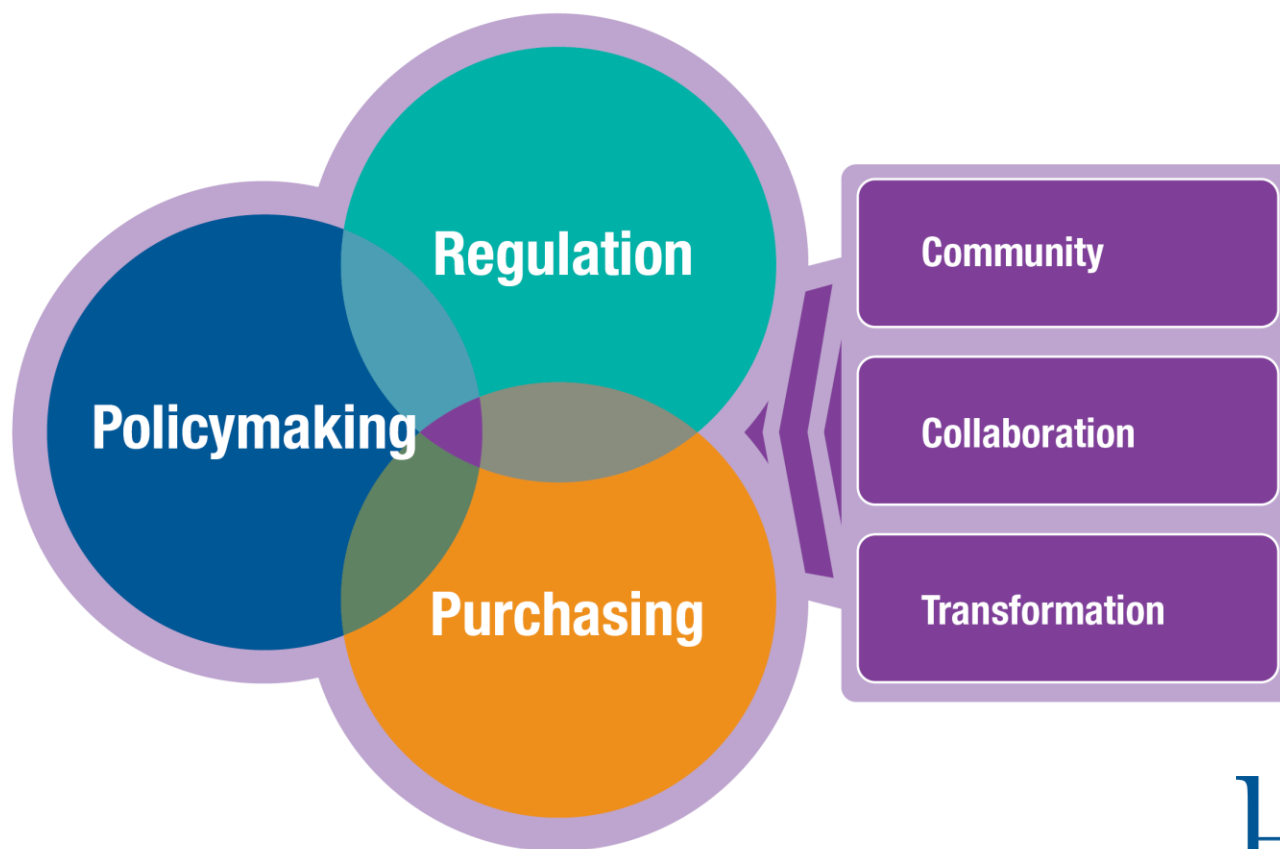 Regulation
Policymaking
Purchasing
Community
Collaboration
Transformation